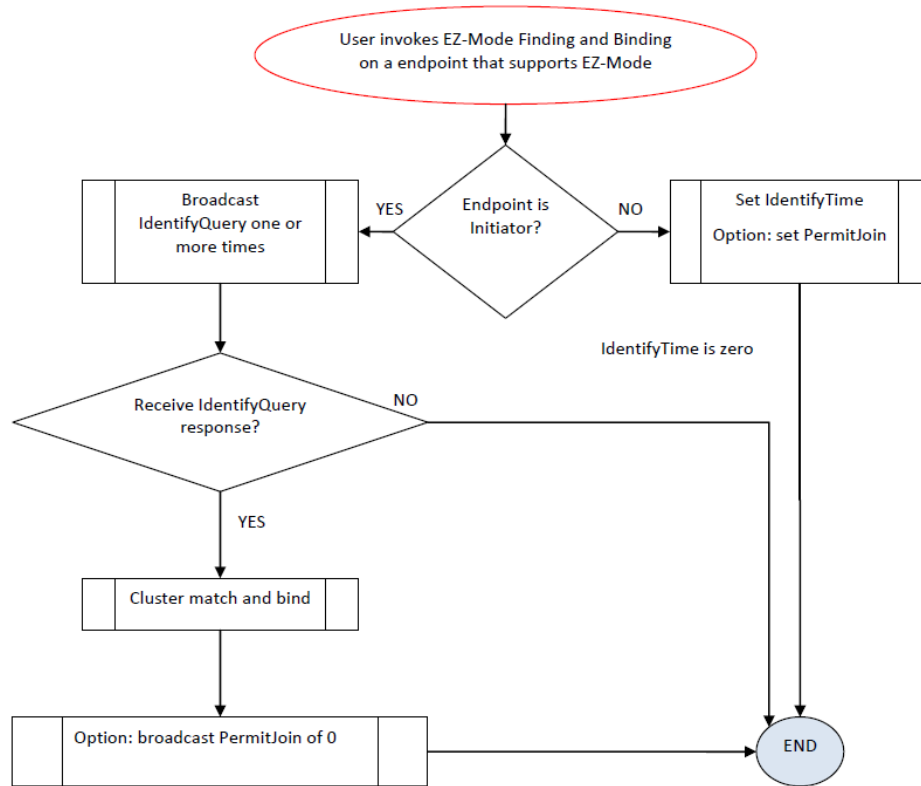 User invokes EZ-Mode Finding and Binding
on a endpoint that supports EZ-Mode
Broadcast
IdentifyQuery one or
more times
YES
Endpoint is
Initiator?
NO
Set IdentifyTime
Option: set PermitJoin
IdentifyTime is zero
Receive IdentifyQuery
response?
NO
YES
Cluster match and bind
Option: broadcast PermitJoin of 0
END